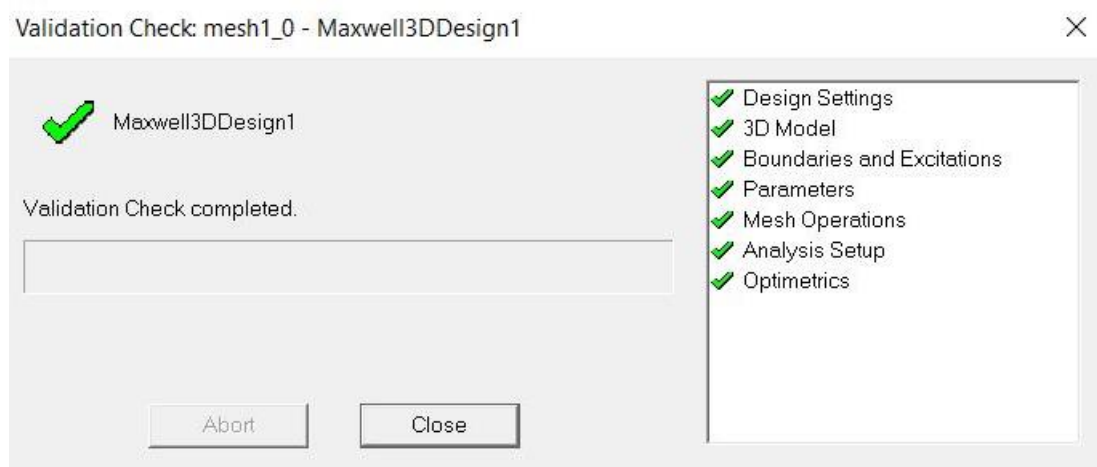 Validation Check: mesh1_0 - Maxwell3DDesign1
Maxwell3DDesign1
Validation Check completed.
Abort
Close
Design Settings
3D Model
Boundaries and Excitations
Parameters
Mesh Operations
Analysis Setup
Optimetrics